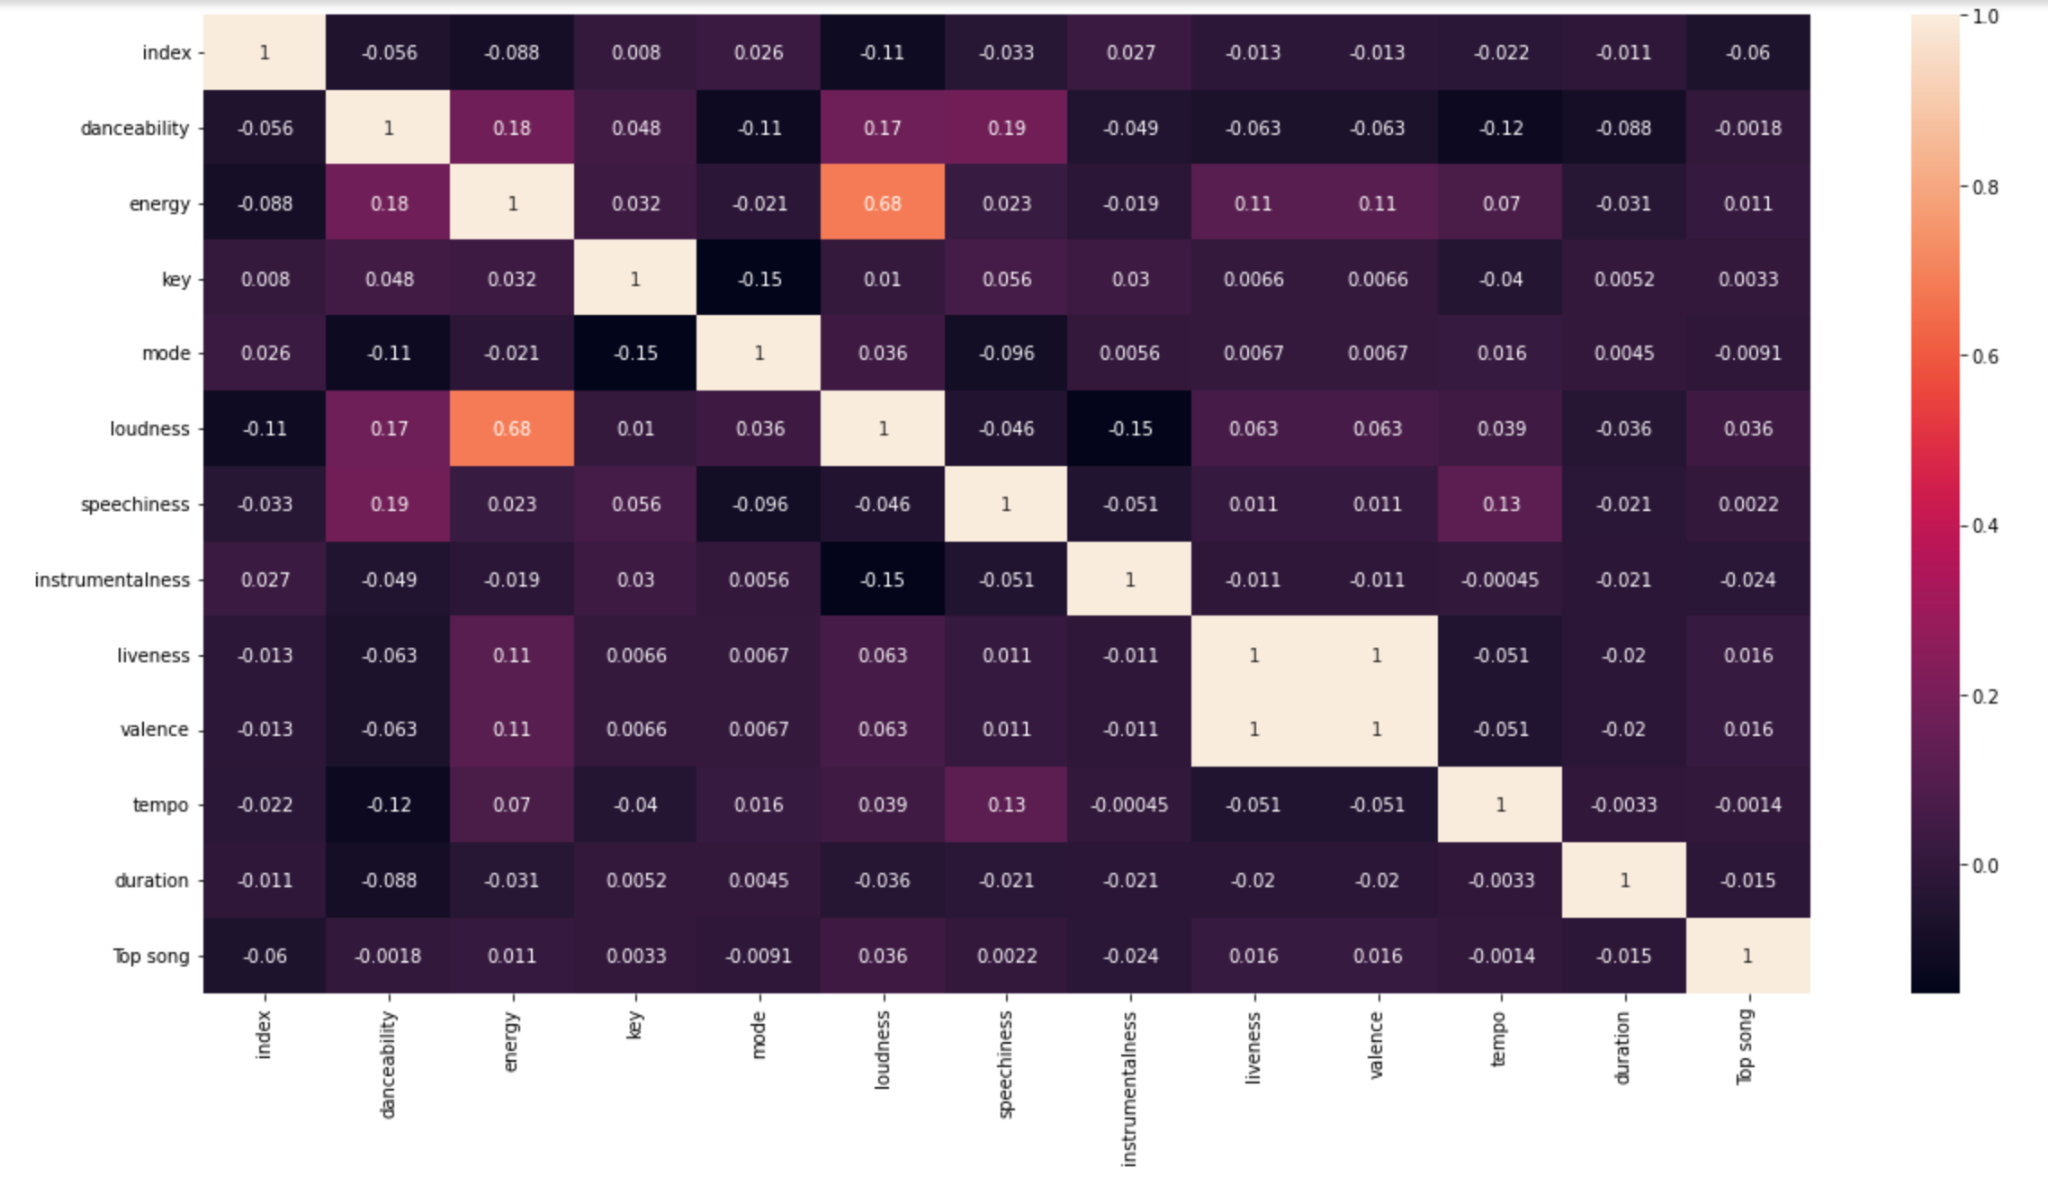 index 1 -0.056 -0.088 0.008 0.026 -0.11 -0.033 0.027 -0.013 -0.013 -0.022 -0.011 -0.06
danceability -0.056 1 0.18 0.048 -0.11 0.17 0.19 -0.049 -0.063 -0.063 -0.12 -0.088 -0.0018
energy -0.088 0.18 1 0.032 -0.021 0.68 0.023 -0.019 0.11 0.11 0.07 -0.031 0.011
key 0.008 0.048 0.032 1 -0.15 0.01 0.056 0.03 0.0066 0.0066 -0.04 0.0052 0.0033
mode 0.026 -0.11 -0.021 -0.15 1 0.036 -0.096 0.0056 0.0067 0.0067 0.016 0.0045 -0.0091
loudness -0.11 0.17 0.68 0.01 0.036 1 -0.046 -0.15 0.063 0.063 0.039 -0.036 0.036
speechiness -0.033 0.19 0.023 0.056 -0.096 -0.046 1 -0.051 0.011 0.011 0.13 -0.021 0.0022
instrumentalness 0.027 -0.049 -0.019 0.03 0.0056 -0.15 -0.051 1 -0.011 -0.011 -0.00045 -0.021 -0.024
liveness -0.013 -0.063 0.11 0.0066 0.0067 0.063 0.011 -0.011 1 1 -0.051 -0.02 0.016
valence -0.013 -0.063 0.11 0.0066 0.0067 0.063 0.011 -0.011 1 1 -0.051 -0.02 0.016
tempo -0.022 -0.12 0.07 -0.04 0.016 0.039 0.13 -0.00045 -0.051 -0.051 1 -0.0033 -0.0014
duration -0.011 -0.088 -0.031 0.0052 0.0045 -0.036 -0.021 -0.021 -0.02 -0.02 -0.0033 1 -0.015
Top song -0.06 -0.0018 0.011 0.0033 -0.0091 0.036 0.0022 -0.024 0.016 0.016 -0.0014 -0.015 1
index danceability energy key mode loudness speechiness instrumentalness liveness valence tempo duration Top song
1.0
0.8
0.6
0.4
0.2
0.0